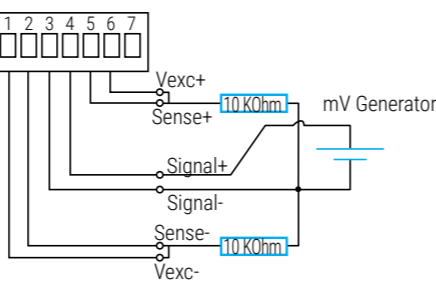 1 2 3 4 5 6 7
Vexc+
10 KOhm
mV Generator
Sense+
Signal+
Signal-
Sense-
10 KOhm
Vexc-